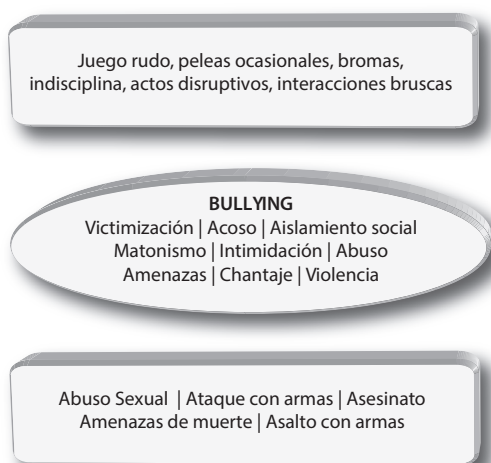 Juego rudo, peleas ocasionales, bromas,
indisciplina, actos disruptivos, interacciones bruscas
BULLYING
Victimización | Acoso | Aislamiento social
Matonismo | Intimidación | Abuso
Amenazas | Chantaje | Violencia
Abuso Sexual | Ataque con armas | Asesinato
Amenazas de muerte | Asalto con armas